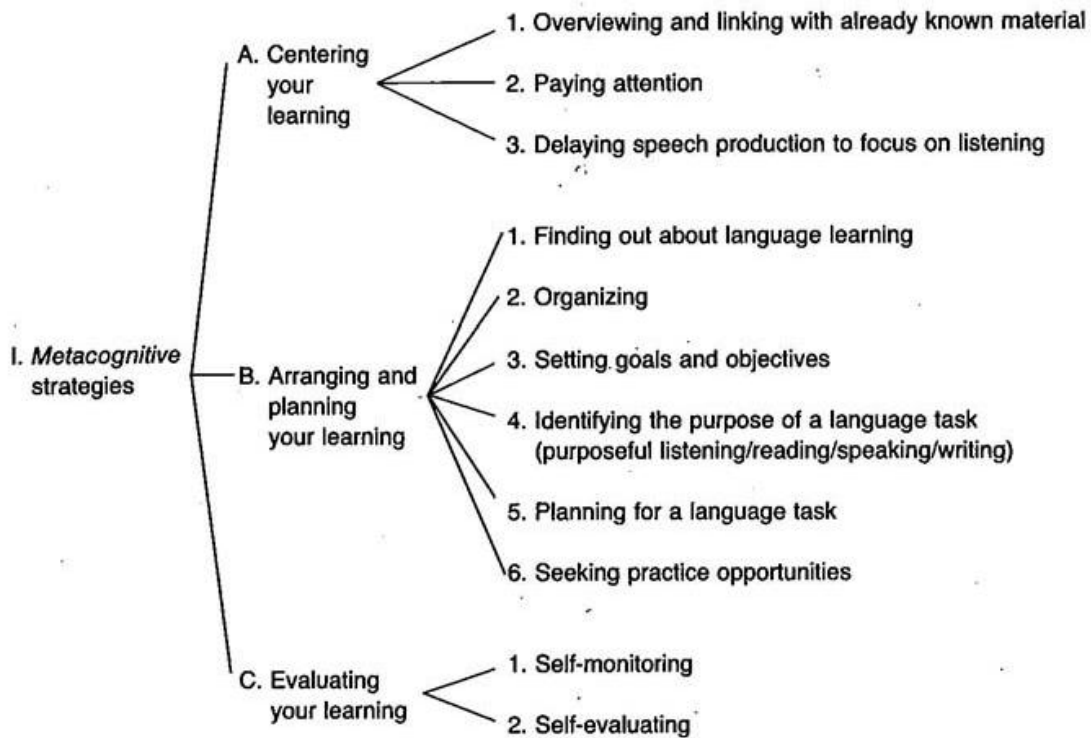 1. Overviewing and linking with already known material
A. Centering
your
learning
2. Paying attention
3. Delaying speech production to focus on listening
1. Finding out about language learning
2. Organizing
I. Metacognitive
strategies
3. Setting goals and objectives
B. Arranging and
planning
your learning
4. Identifying the purpose of a language task
(purposeful listening/reading/speaking/writing)
5. Planning for a language task
6. Seeking practice opportunities
C. Evaluating
your learning
1. Self-monitoring
2. Self-evaluating